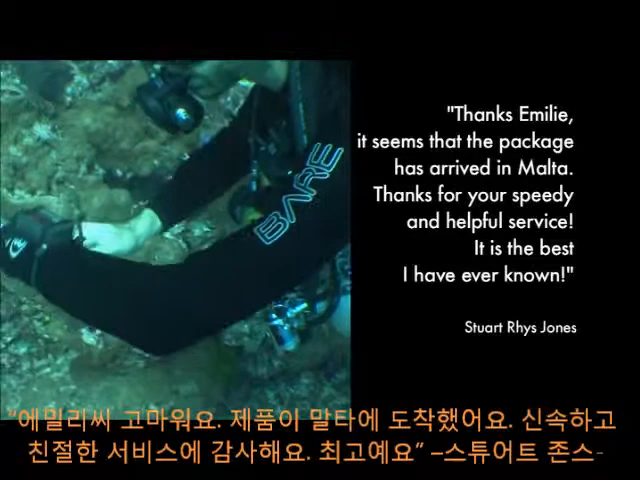 "Thanks Emilie,
it seems that the package
has arrived in Malta.
Thanks for your speedy
and helpful service!
It is the best
I have ever known!"
Stuart Rhys Jones
BARE
“에밀리씨 고마워요. 제품이 말타에 도착했어요. 신속하고
친절한 서비스에 감사해요. 최고예요” –스튜어트 존스-